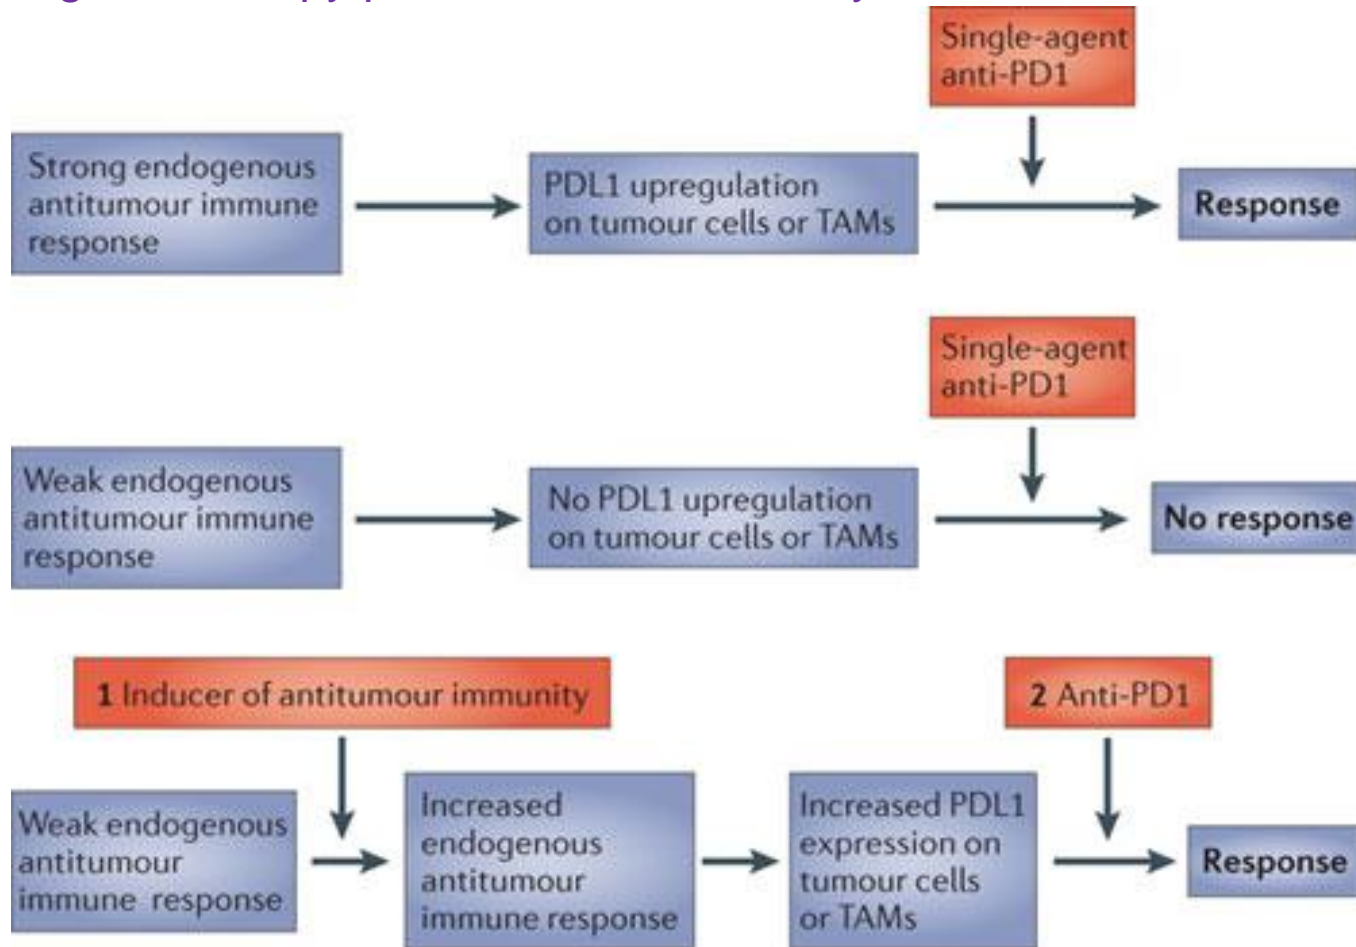 Single-agent
anti-PD1
Strong endogenous
antitumour immune
response
PDL1 upregulation
on tumour cells or TAMs
Response
Single-agent
anti-PD1
Weak endogenous
antitumour immune
response
No PDL1 upregulation
on tumour cells or TAMs
No response
1 Inducer of antitumour immunity
2 Anti-PD1
Weak endogenous
antitumour
immune response
Increased
endogenous
antitumour
immune response
Increased PDL1
expression on
tumour cells
or TAMs
Response